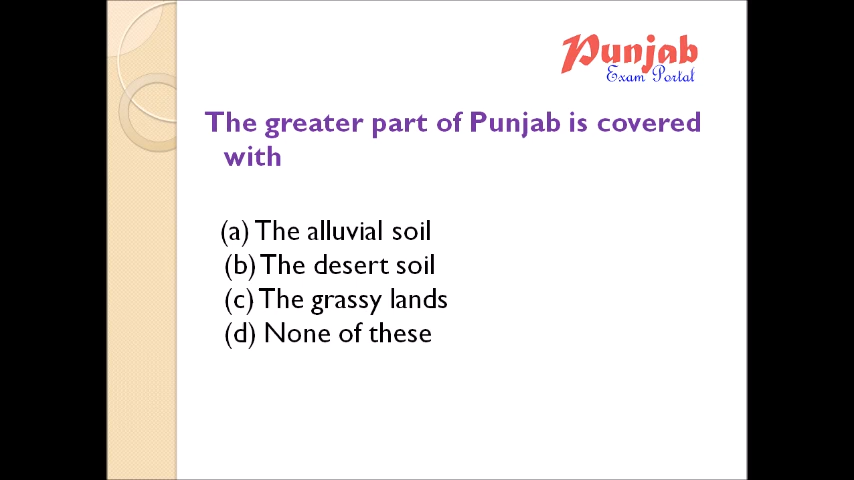 Punjab
Exam Portal
The greater part of Punjab is covered
with
(a) The alluvial soil
(b) The desert soil
(c) The grassy lands
(d) None of these